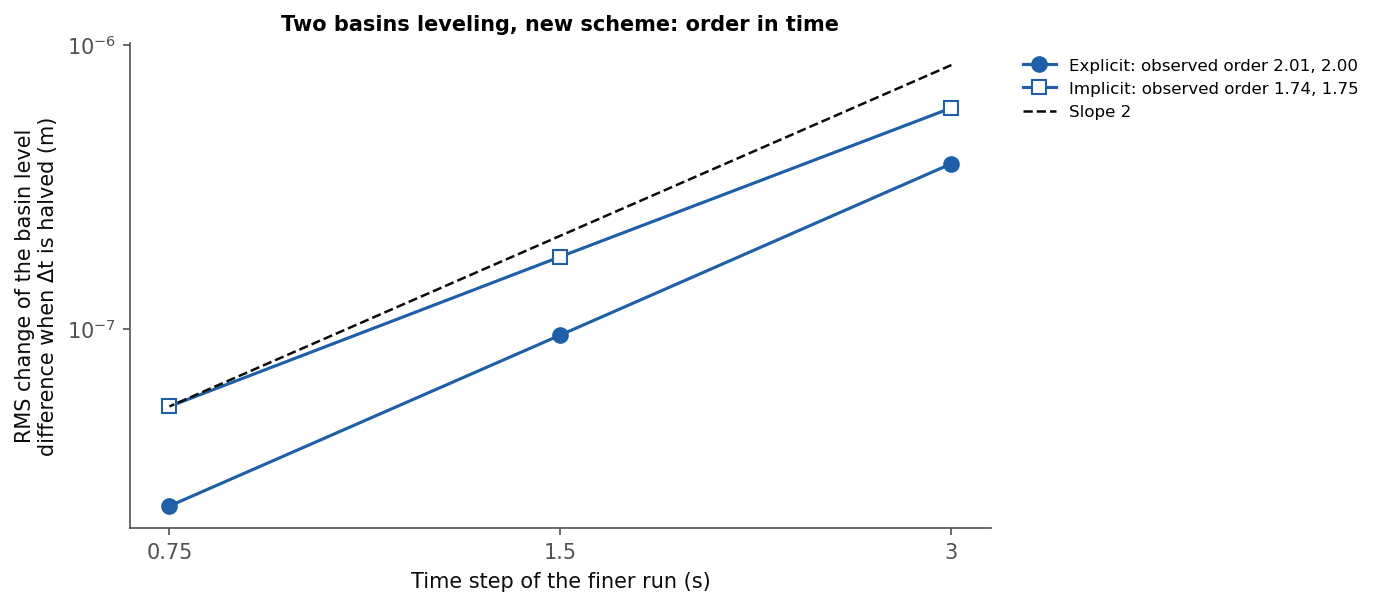 Two basins leveling, new scheme: order in time
RMS change of the basin level
difference when Δt is halved (m)
10⁻⁶
10⁻⁷
0.75
1.5
3
Time step of the finer run (s)
Explicit: observed order 2.01, 2.00
Implicit: observed order 1.74, 1.75
Slope 2